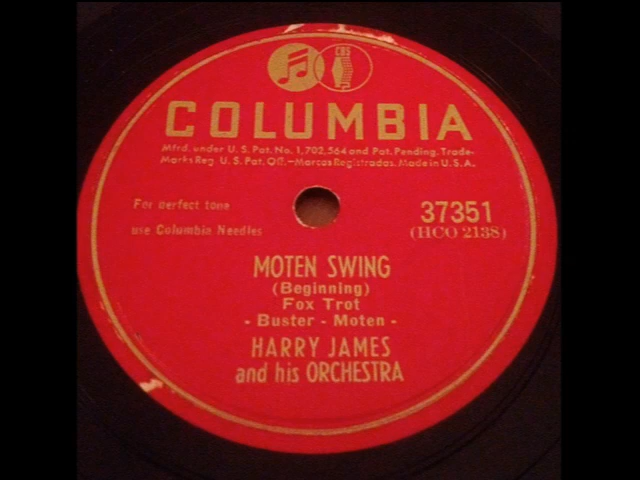 CBS
COLUMBIA
Mfrd. under U. S. Pat. No. 1,702,564 and Pat. Pending. Trade-
Marks Reg. U. S. Pat. Off.—Marcas Registradas. Made in U.S.A.
For perfect tone
use Columbia Needles
37351
(HCO 2138)
MOTEN SWING
(Beginning)
Fox Trot
- Buster - Moten -
HARRY JAMES
and his ORCHESTRA